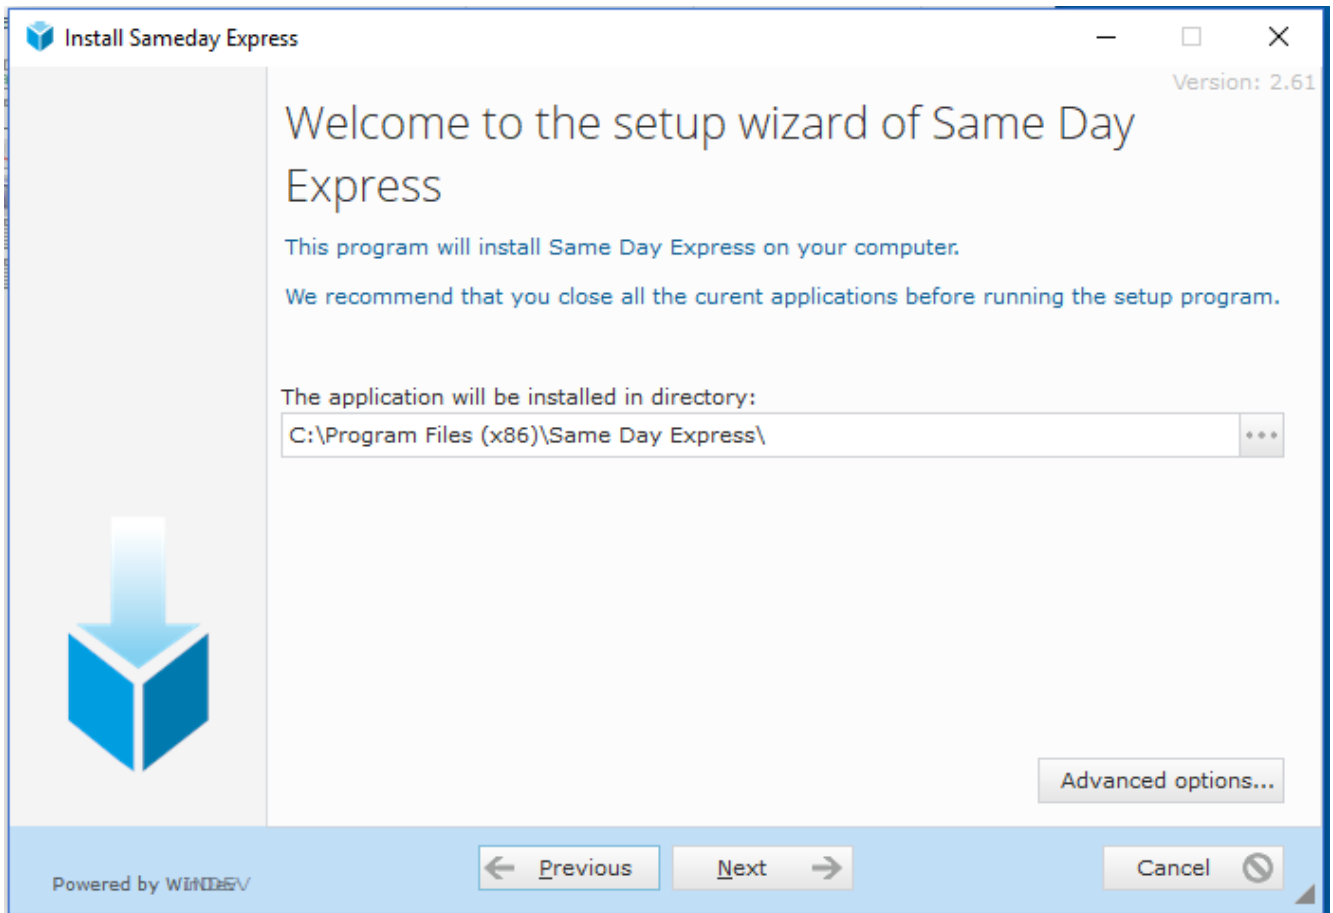 Install Sameday Express
Version: 2.61
Welcome to the setup wizard of Same Day
Express
This program will install Same Day Express on your computer.
We recommend that you close all the curent applications before running the setup program.
The application will be installed in directory:
C:\Program Files (x86)\Same Day Express\
Advanced options...
Previous
Next
Cancel
Powered by